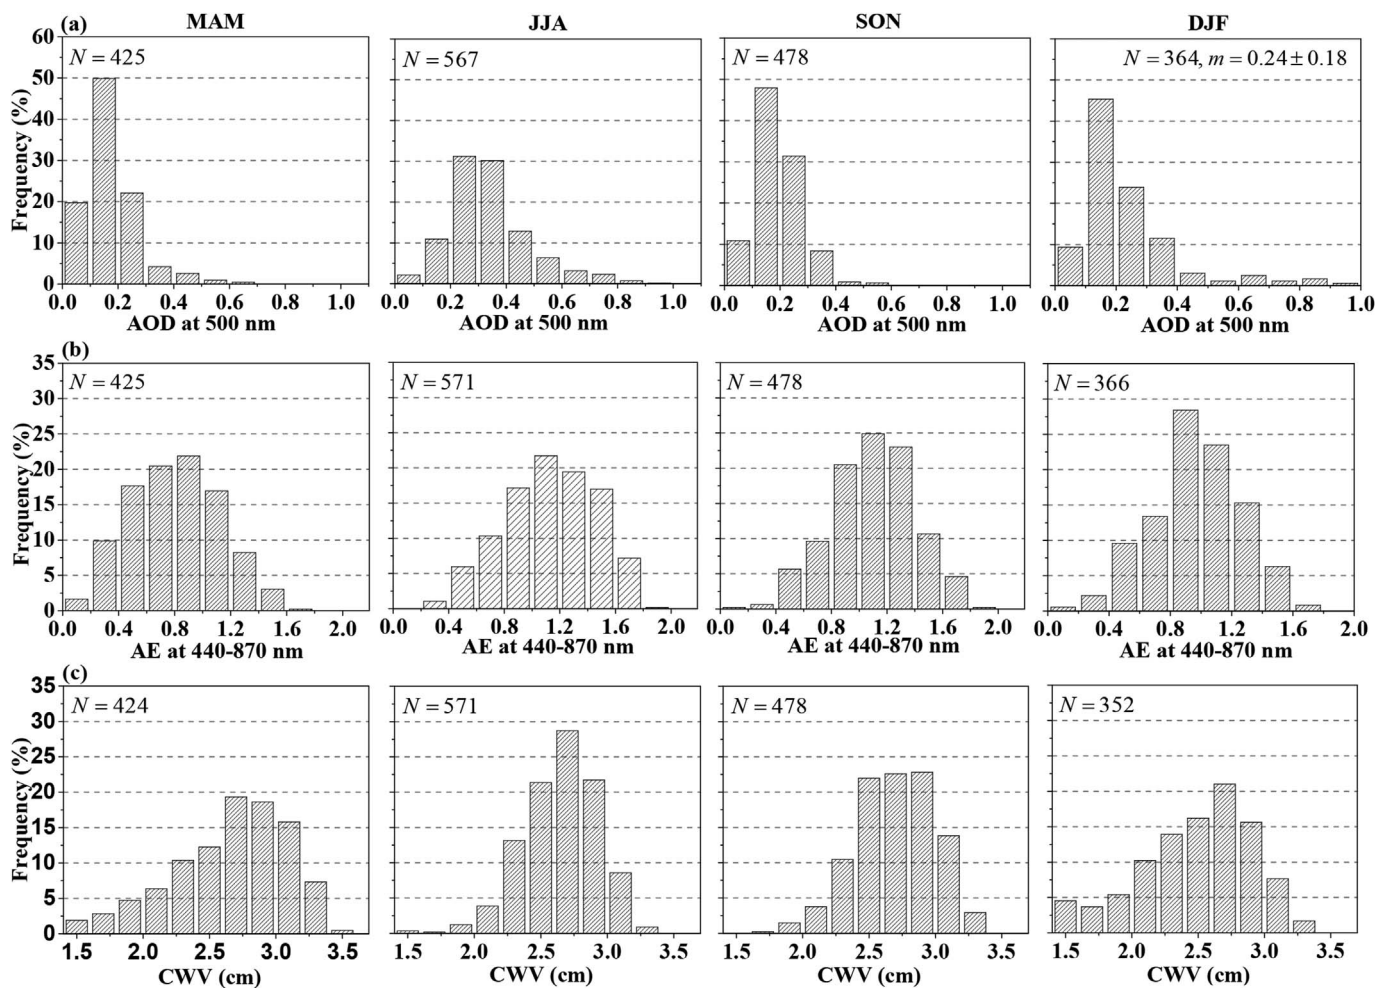 (a) MAM JJA SON DJF
N = 425 N = 567 N = 478 N = 364, m = 0.24 ± 0.18
Frequency (%)
60
50
40
30
20
10
0
0.0 0.2 0.4 0.6 0.8 1.0 0.0 0.2 0.4 0.6 0.8 1.0 0.0 0.2 0.4 0.6 0.8 1.0 0.0 0.2 0.4 0.6 0.8 1.0
AOD at 500 nm AOD at 500 nm AOD at 500 nm AOD at 500 nm
(b)
N = 425 N = 571 N = 478 N = 366
Frequency (%)
35
30
25
20
15
10
5
0
0.0 0.4 0.8 1.2 1.6 2.0 0.0 0.4 0.8 1.2 1.6 2.0 0.0 0.4 0.8 1.2 1.6 2.0 0.0 0.4 0.8 1.2 1.6 2.0
AE at 440-870 nm AE at 440-870 nm AE at 440-870 nm AE at 440-870 nm
(c)
N = 424 N = 571 N = 478 N = 352
Frequency (%)
35
30
25
20
15
10
5
0
1.5 2.0 2.5 3.0 3.5 1.5 2.0 2.5 3.0 3.5 1.5 2.0 2.5 3.0 3.5 1.5 2.0 2.5 3.0 3.5
CWV (cm) CWV (cm) CWV (cm) CWV (cm)